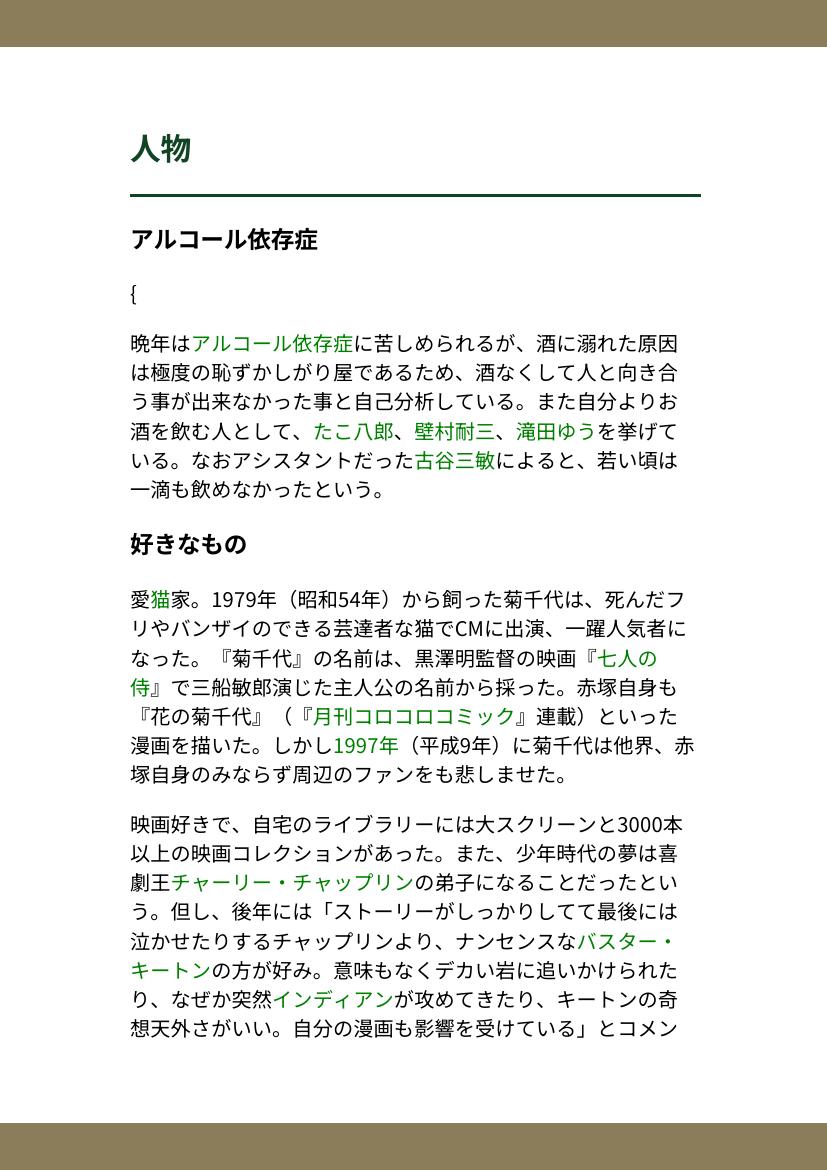 人物
アルコール依存症
{
晩年はアルコール依存症に苦しめられるが、酒に溺れた原因
は極度の恥ずかしがり屋であるため、酒なくして人と向き合
う事が出来なかった事と自己分析している。また自分よりお
酒を飲む人として、たこ八郎、壁村耐三、滝田ゆうを挙げて
いる。なおアシスタントだった古谷三敏によると、若い頃は
一滴も飲めなかったという。
好きなもの
愛猫家。1979年（昭和54年）から飼った菊千代は、死んだフ
リやバンザイのできる芸達者な猫でCMに出演、一躍人気者に
なった。『菊千代』の名前は、黒澤明監督の映画『七人の
侍』で三船敏郎演じた主人公の名前から採った。赤塚自身も
『花の菊千代』（『月刊コロコロコミック』連載）といった
漫画を描いた。しかし1997年（平成9年）に菊千代は他界、赤
塚自身のみならず周辺のファンをも悲しませた。
映画好きで、自宅のライブラリーには大スクリーンと3000本
以上の映画コレクションがあった。また、少年時代の夢は喜
劇王チャーリー・チャップリンの弟子になることだったとい
う。但し、後年には「ストーリーがしっかりしてて最後には
泣かせたりするチャップリンより、ナンセンスなバスター・
キートンの方が好み。意味もなくデカい岩に追いかけられた
り、なぜか突然インディアンが攻めてきたり、キートンの奇
想天外さがいい。自分の漫画も影響を受けている」とコメン